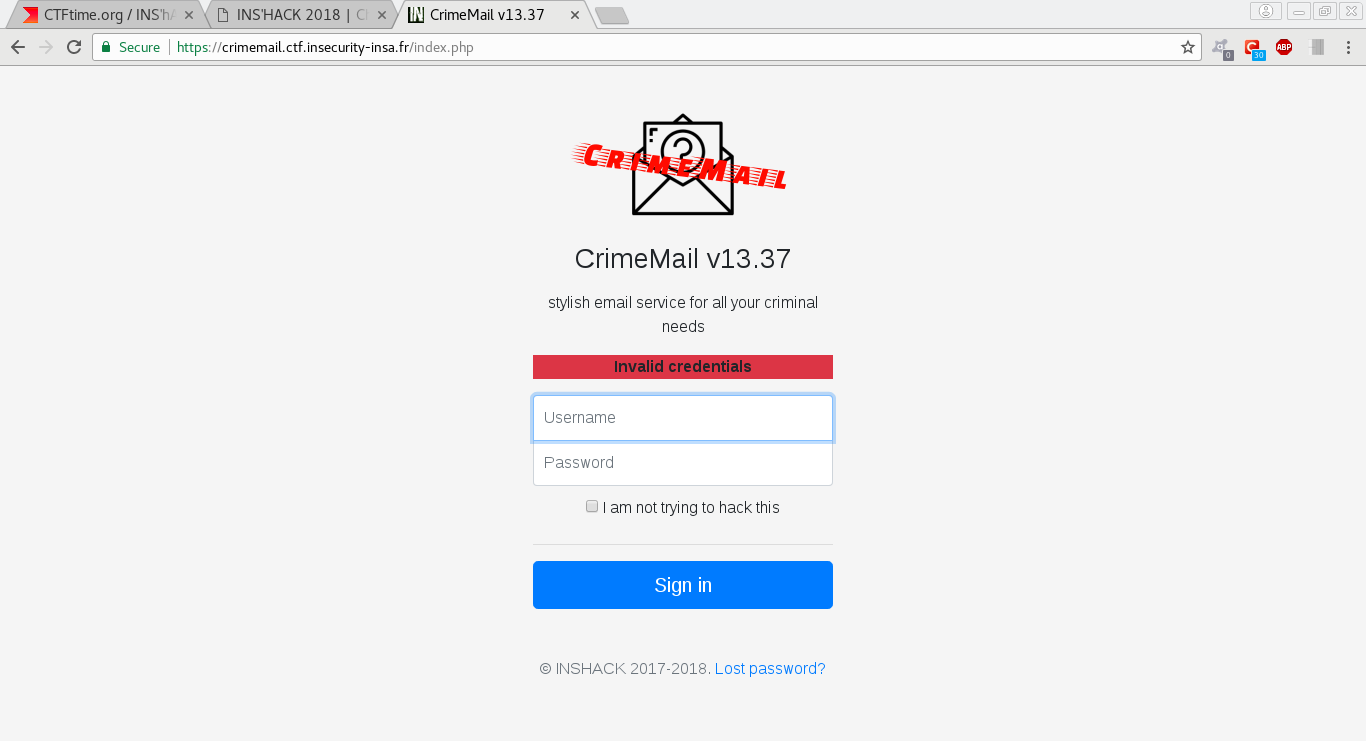 CTFtime.org / INS'hA
INS'HACK 2018 | C
CrimeMail v13.37
Secure
https://crimemail.ctf.insecurity-insa.fr/index.php
0
30
ABP
CRIMEMAIL
CrimeMail v13.37
stylish email service for all your criminal
needs
Invalid credentials
Username
Password
I am not trying to hack this
Sign in
© INSHACK 2017-2018. Lost password?